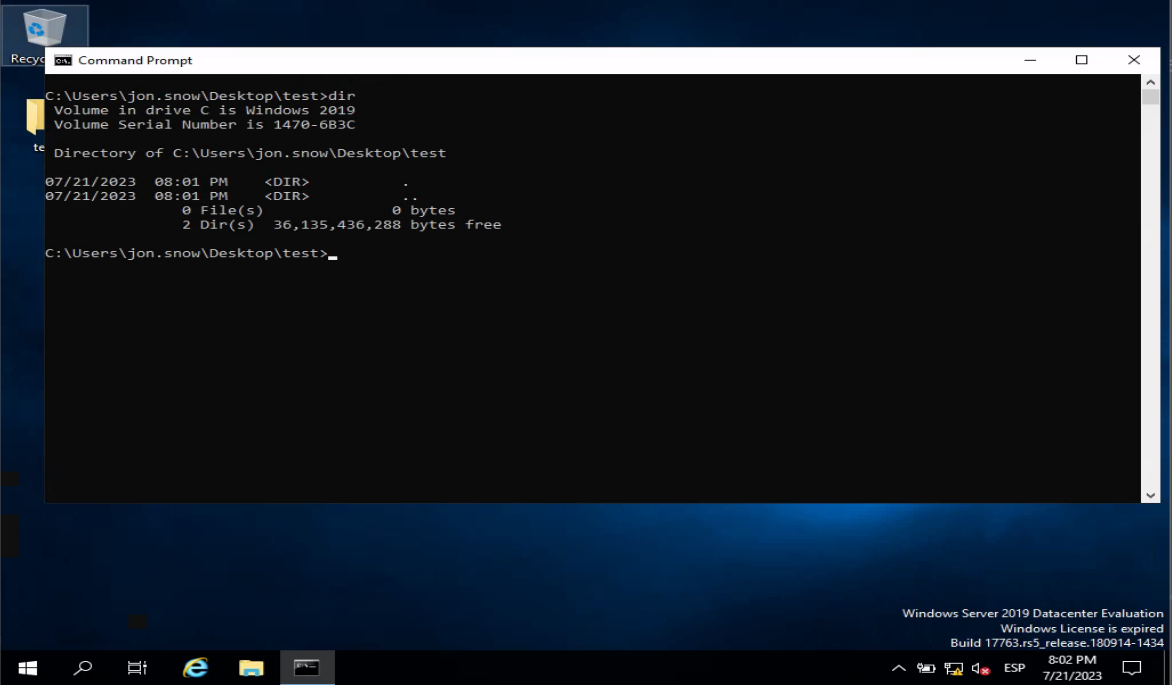 Recyc
Command Prompt
C:\Users\jon.snow\Desktop\test>dir
Volume in drive C is Windows 2019
Volume Serial Number is 1470-6B3C
te
Directory of C:\Users\jon.snow\Desktop\test
07/21/2023 08:01 PM <DIR> .
07/21/2023 08:01 PM <DIR> ..
0 File(s) 0 bytes
2 Dir(s) 36,135,436,288 bytes free
C:\Users\jon.snow\Desktop\test>
Windows Server 2019 Datacenter Evaluation
Windows License is expired
Build 17763.rs5_release.180914-1434
ESP
8:02 PM
7/21/2023